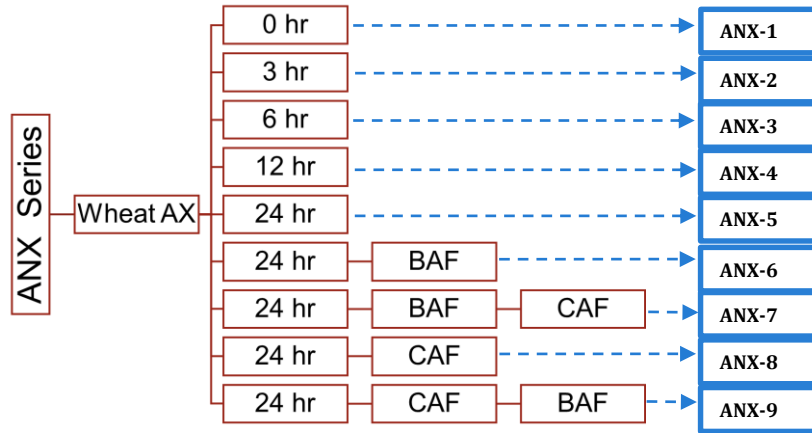 ANX Series
Wheat AX
0 hr ANX-1
3 hr ANX-2
6 hr ANX-3
12 hr ANX-4
24 hr ANX-5
24 hr BAF ANX-6
24 hr BAF CAF ANX-7
24 hr CAF ANX-8
24 hr CAF BAF ANX-9